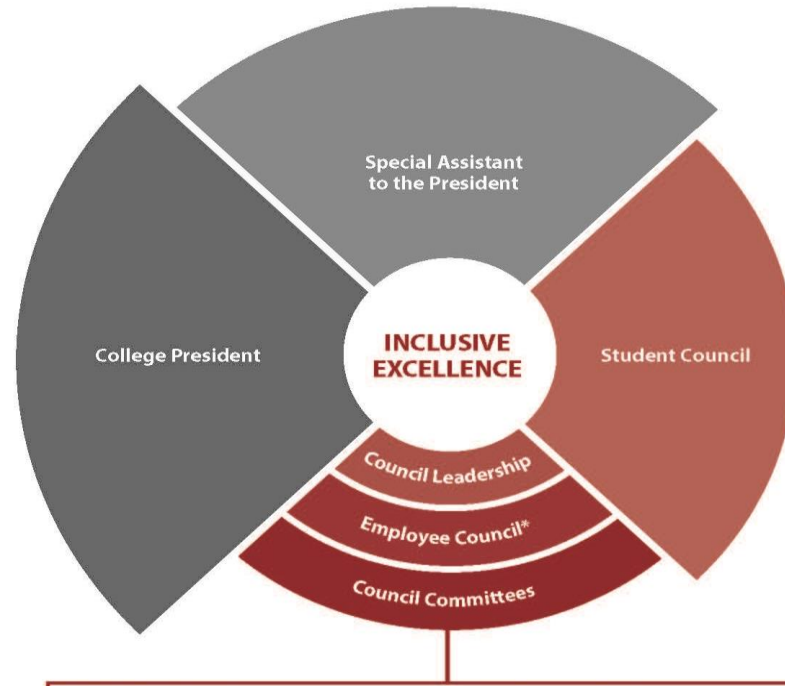 Special Assistant
to the President
College President
INCLUSIVE
EXCELLENCE
Student Council
Council Leadership
Employee Council*
Council Committees